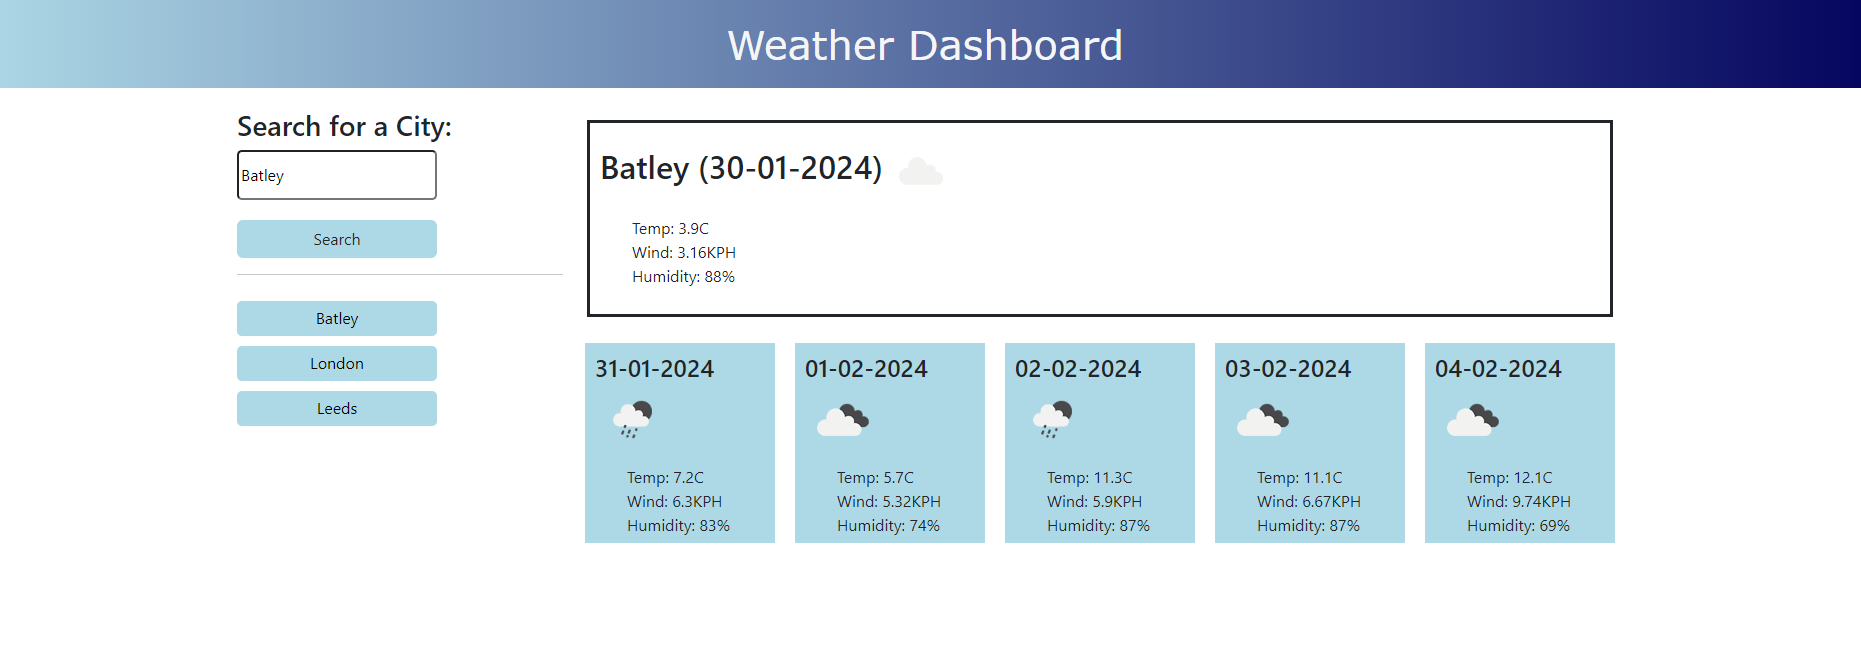 Weather Dashboard
Search for a City:
Batley
Search
Batley
London
Leeds
Batley (30-01-2024)
Temp: 3.9C
Wind: 3.16KPH
Humidity: 88%
31-01-2024
Temp: 7.2C
Wind: 6.3KPH
Humidity: 83%
01-02-2024
Temp: 5.7C
Wind: 5.32KPH
Humidity: 74%
02-02-2024
Temp: 11.3C
Wind: 5.9KPH
Humidity: 87%
03-02-2024
Temp: 11.1C
Wind: 6.67KPH
Humidity: 87%
04-02-2024
Temp: 12.1C
Wind: 9.74KPH
Humidity: 69%